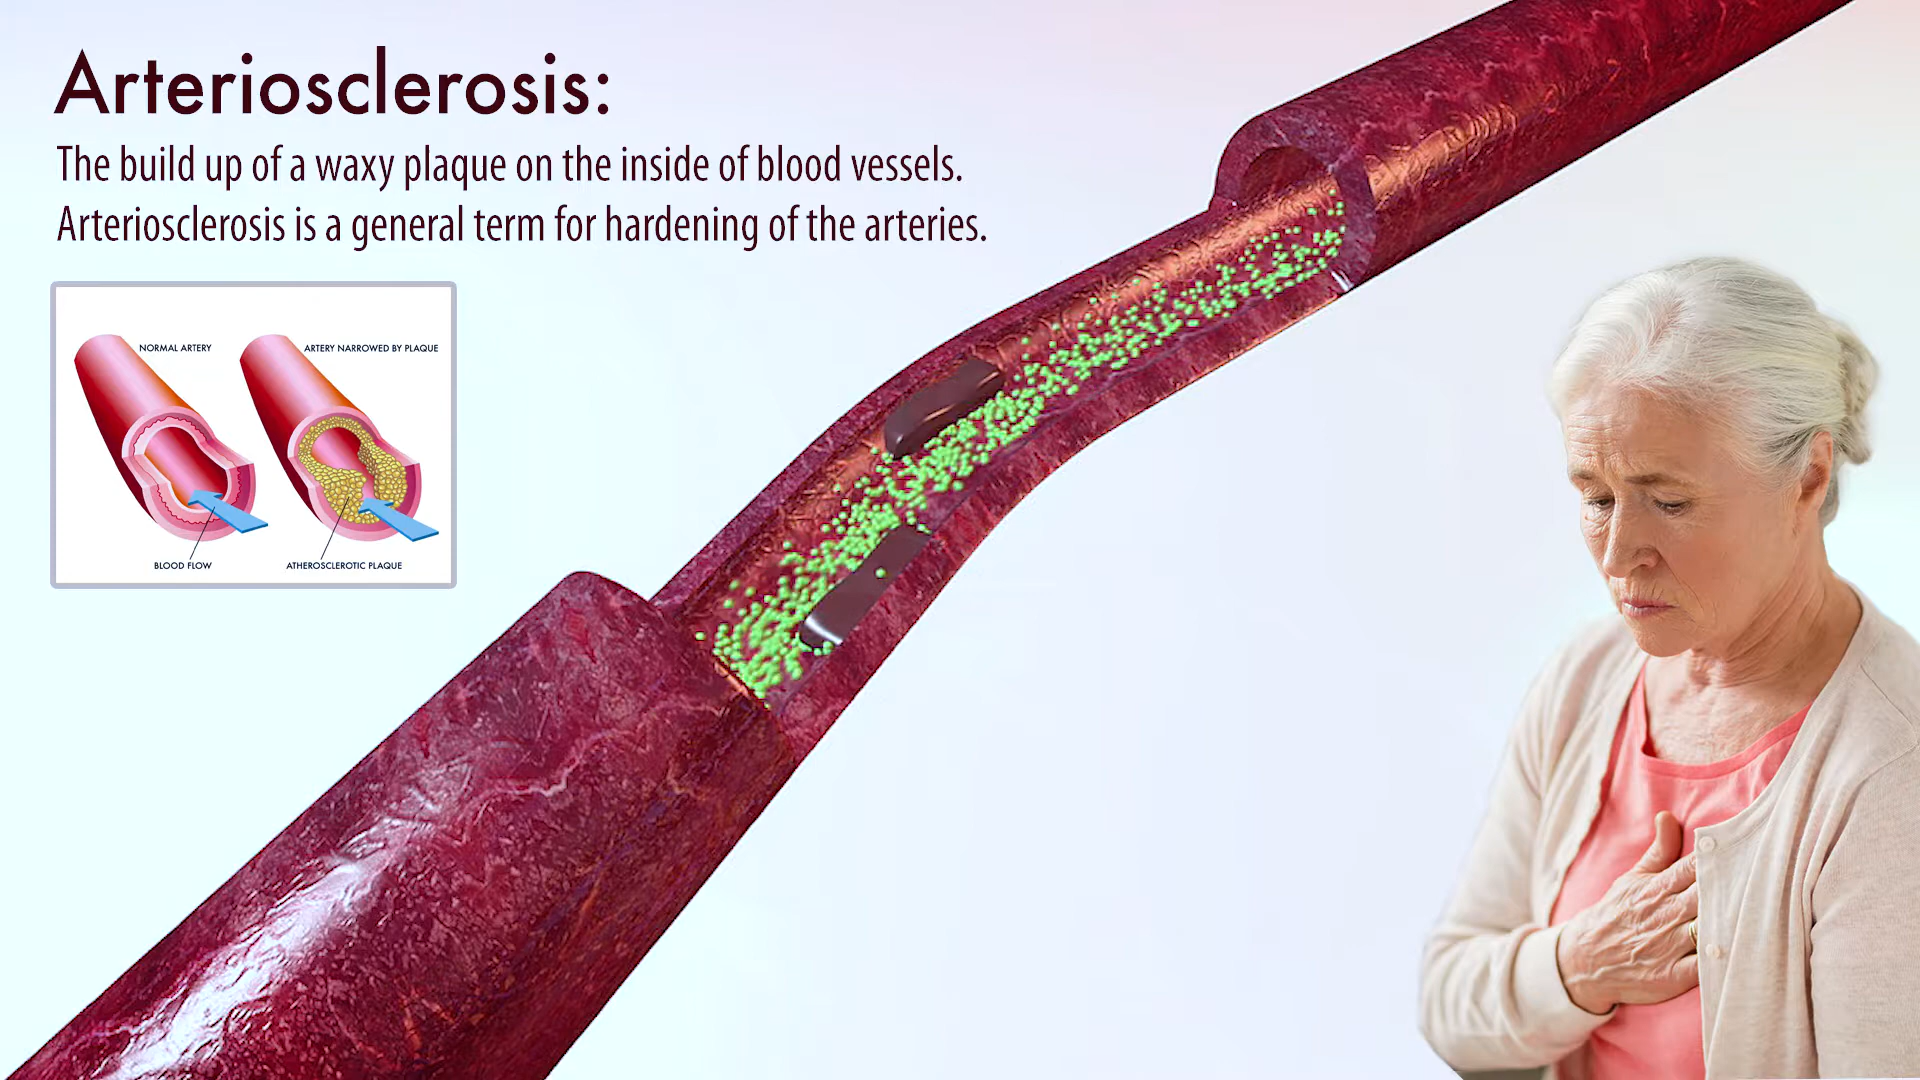 Arteriosclerosis:
The build up of a waxy plaque on the inside of blood vessels.
Arteriosclerosis is a general term for hardening of the arteries.
NORMAL ARTERY
ARTERY NARROWED BY PLAQUE
BLOOD FLOW
ATHEROSCLEROTIC PLAQUE